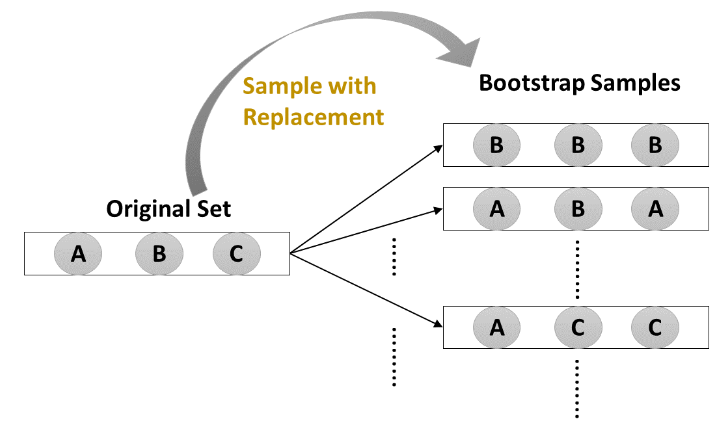 Sample with
Replacement
Bootstrap Samples
B B B
Original Set
A B A
A B C
A C C